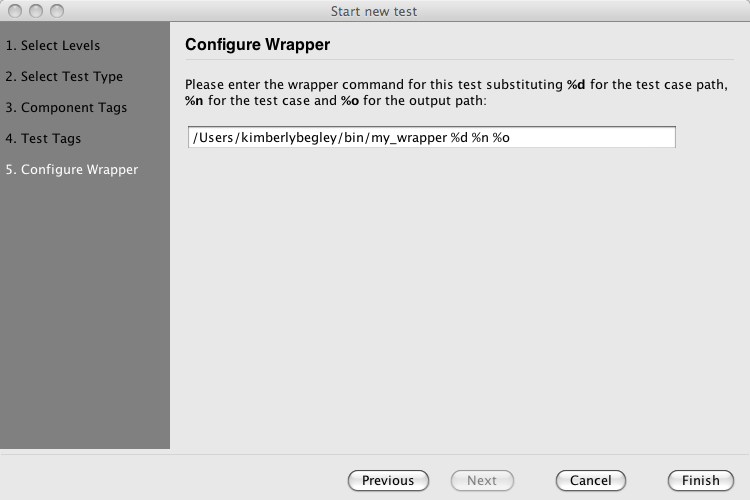 Start new test
1. Select Levels
2. Select Test Type
3. Component Tags
4. Test Tags
5. Configure Wrapper
Configure Wrapper
Please enter the wrapper command for this test substituting %d for the test case path,
%n for the test case and %o for the output path:
/Users/kimberlybegley/bin/my_wrapper %d %n %o
Previous
Next
Cancel
Finish